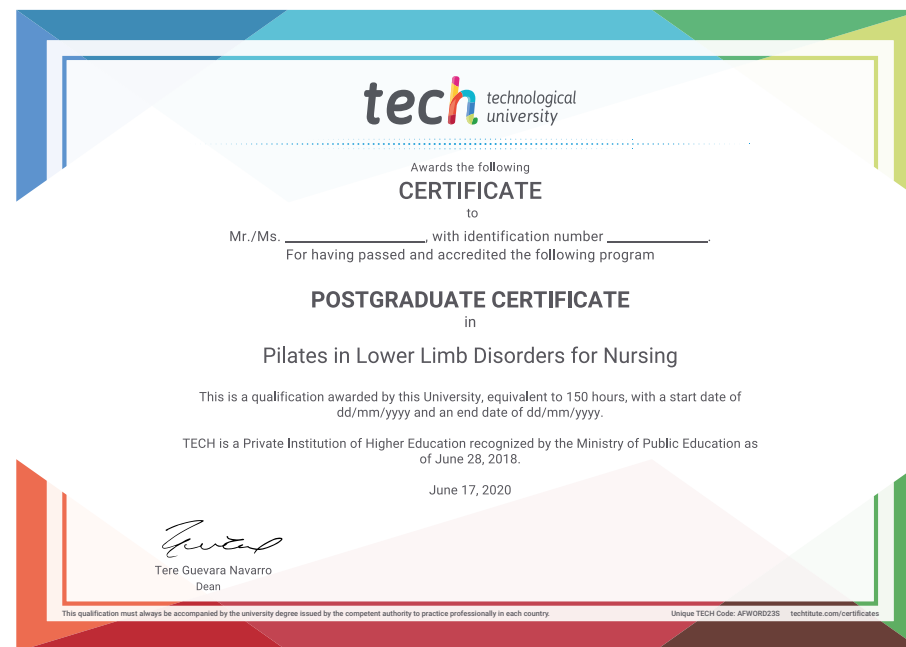 tech technological
university
Awards the following
CERTIFICATE
to
Mr./Ms. ____________________, with identification number ______________.
For having passed and accredited the following program
POSTGRADUATE CERTIFICATE
in
Pilates in Lower Limb Disorders for Nursing
This is a qualification awarded by this University, equivalent to 150 hours, with a start date of
dd/mm/yyyy and an end date of dd/mm/yyyy.
TECH is a Private Institution of Higher Education recognized by the Ministry of Public Education as
of June 28, 2018.
June 17, 2020
Tere Guevara Navarro
Dean
This qualification must always be accompanied by the university degree issued by the competent authority to practice professionally in each country. Unique TECH Code: AFWORD23S techtitute.com/certificates